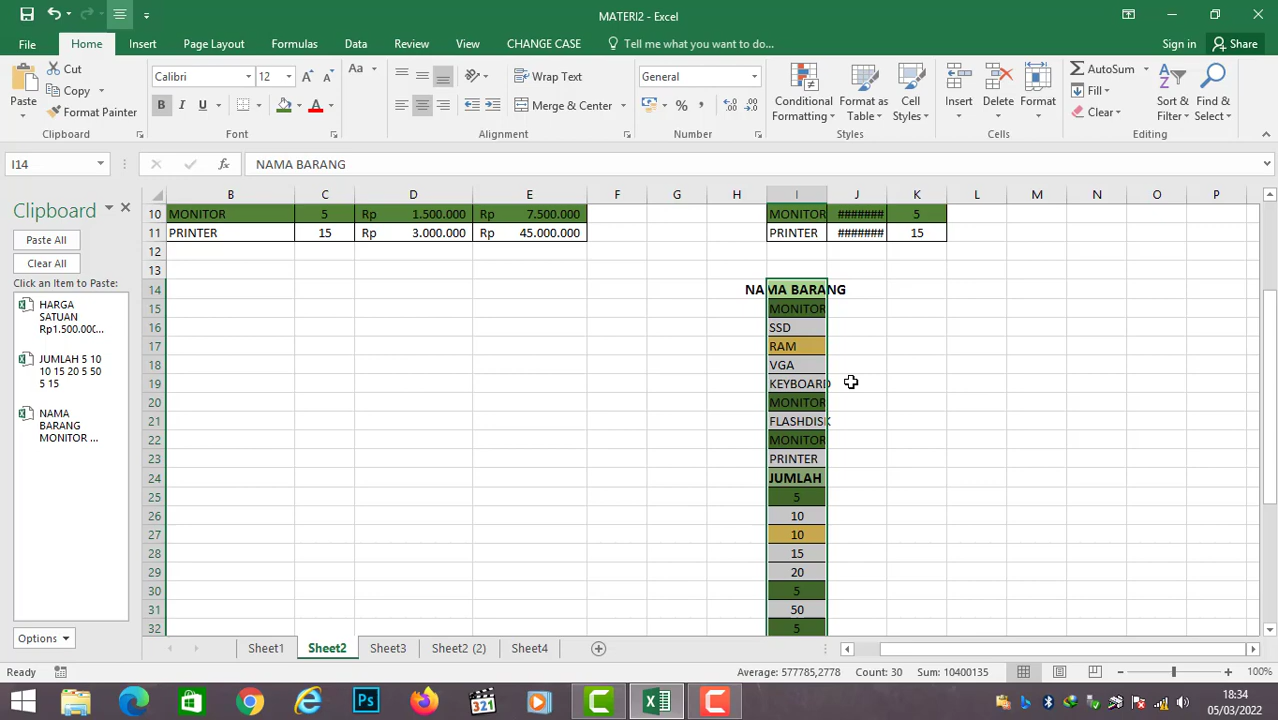 MATERI2 - Excel
File Home Insert Page Layout Formulas Data Review View CHANGE CASE Tell me what you want to do... Sign in Share
Paste
Cut
Copy
Format Painter
Clipboard
Calibri 12
Aa
B I U
Font
Wrap Text
Merge & Center
Alignment
General
%
Number
Conditional Formatting
Format as Table
Cell Styles
Styles
Insert Delete Format
Cells
AutoSum
Fill
Clear
Sort & Filter
Find & Select
Editing
I14 NAMA BARANG
Clipboard
Paste All
Clear All
Click an Item to Paste:
HARGA
SATUAN
Rp1.500.00(...
JUMLAH 5 10
10 15 20 5 50
5 15
NAMA
BARANG
MONITOR ...
Options
B C D E F G H I J K L M N O P
10 MONITOR 5 Rp 1.500.000 Rp 7.500.000 MONITOR ####### 5
11 PRINTER 15 Rp 3.000.000 Rp 45.000.000 PRINTER ####### 15
12
13
14 NAMA BARANG
15 MONITOR
16 SSD
17 RAM
18 VGA
19 KEYBOARD
20 MONITOR
21 FLASHDISK
22 MONITOR
23 PRINTER
24 JUMLAH
25 5
26 10
27 10
28 15
29 20
30 5
31 50
32 5
Sheet1 Sheet2 Sheet3 Sheet2 (2) Sheet4
Ready Average: 577785,2778 Count: 30 Sum: 10400135 100%
Ps 321
18:34
05/03/2022